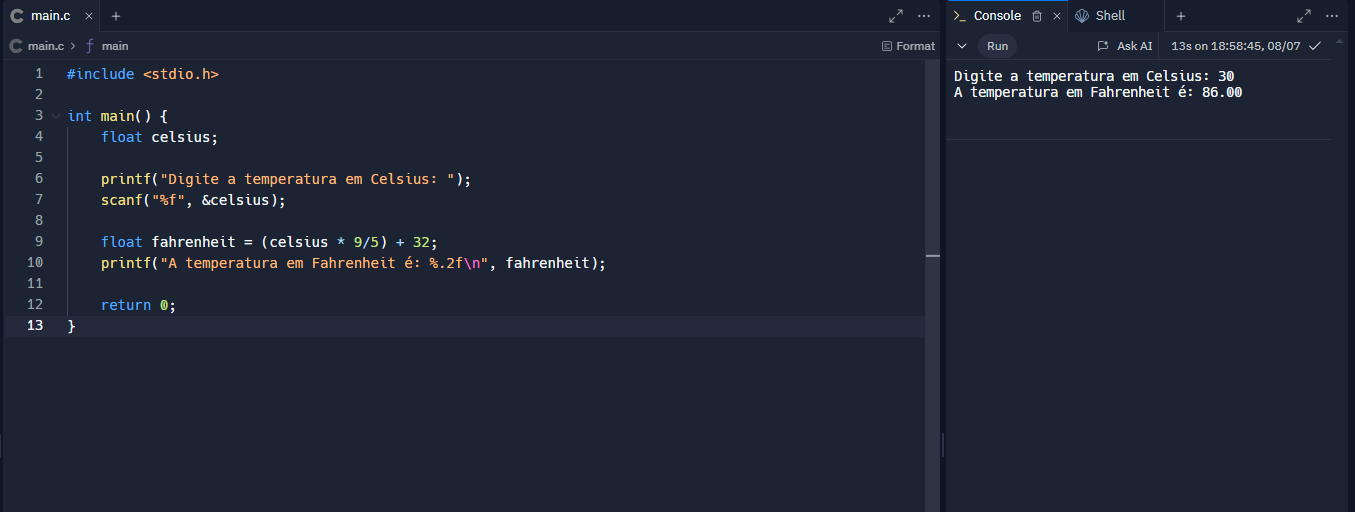 main.c
main.c > main
Format
1 #include <stdio.h>
2
3 int main() {
4 float celsius;
5
6 printf("Digite a temperatura em Celsius: ");
7 scanf("%f", &celsius);
8
9 float fahrenheit = (celsius * 9/5) + 32;
10 printf("A temperatura em Fahrenheit é: %.2f\n", fahrenheit);
11
12 return 0;
13 }
Console Shell
Run Ask AI 13s on 18:58:45, 08/07
Digite a temperatura em Celsius: 30
A temperatura em Fahrenheit é: 86.00